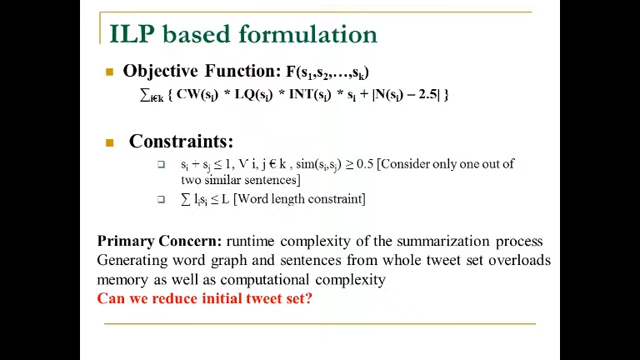 ILP based formulation
Objective Function: F(s₁,s₂,…,sₖ)
∑ᵢ€ₖ { CW(sᵢ) * LQ(sᵢ) * INT(sᵢ) * sᵢ + |N(sᵢ) – 2.5| }
Constraints:
sᵢ + sⱼ ≤ 1, V i, j € k , sim(sᵢ,sⱼ) ≥ 0.5 [Consider only one out of
two similar sentences]
∑ lᵢsᵢ ≤ L [Word length constraint]
Primary Concern: runtime complexity of the summarization process
Generating word graph and sentences from whole tweet set overloads
memory as well as computational complexity
Can we reduce initial tweet set?